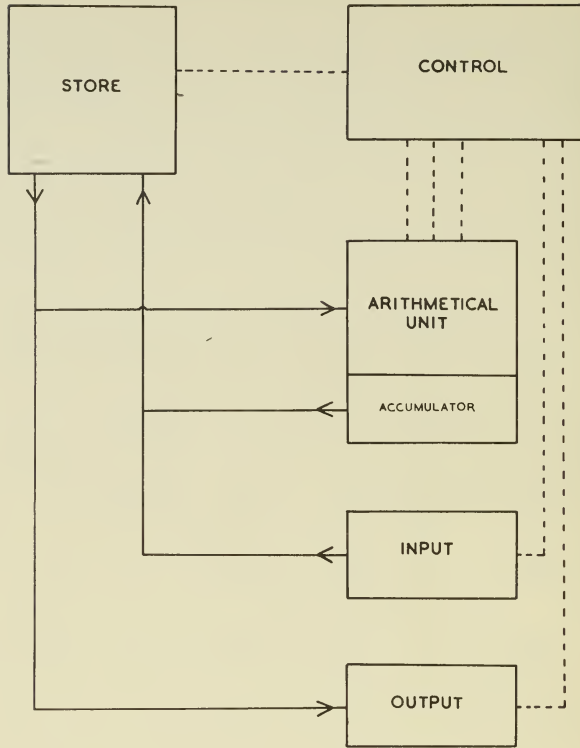 STORE
CONTROL
ARITHMETICAL
UNIT
ACCUMULATOR
INPUT
OUTPUT